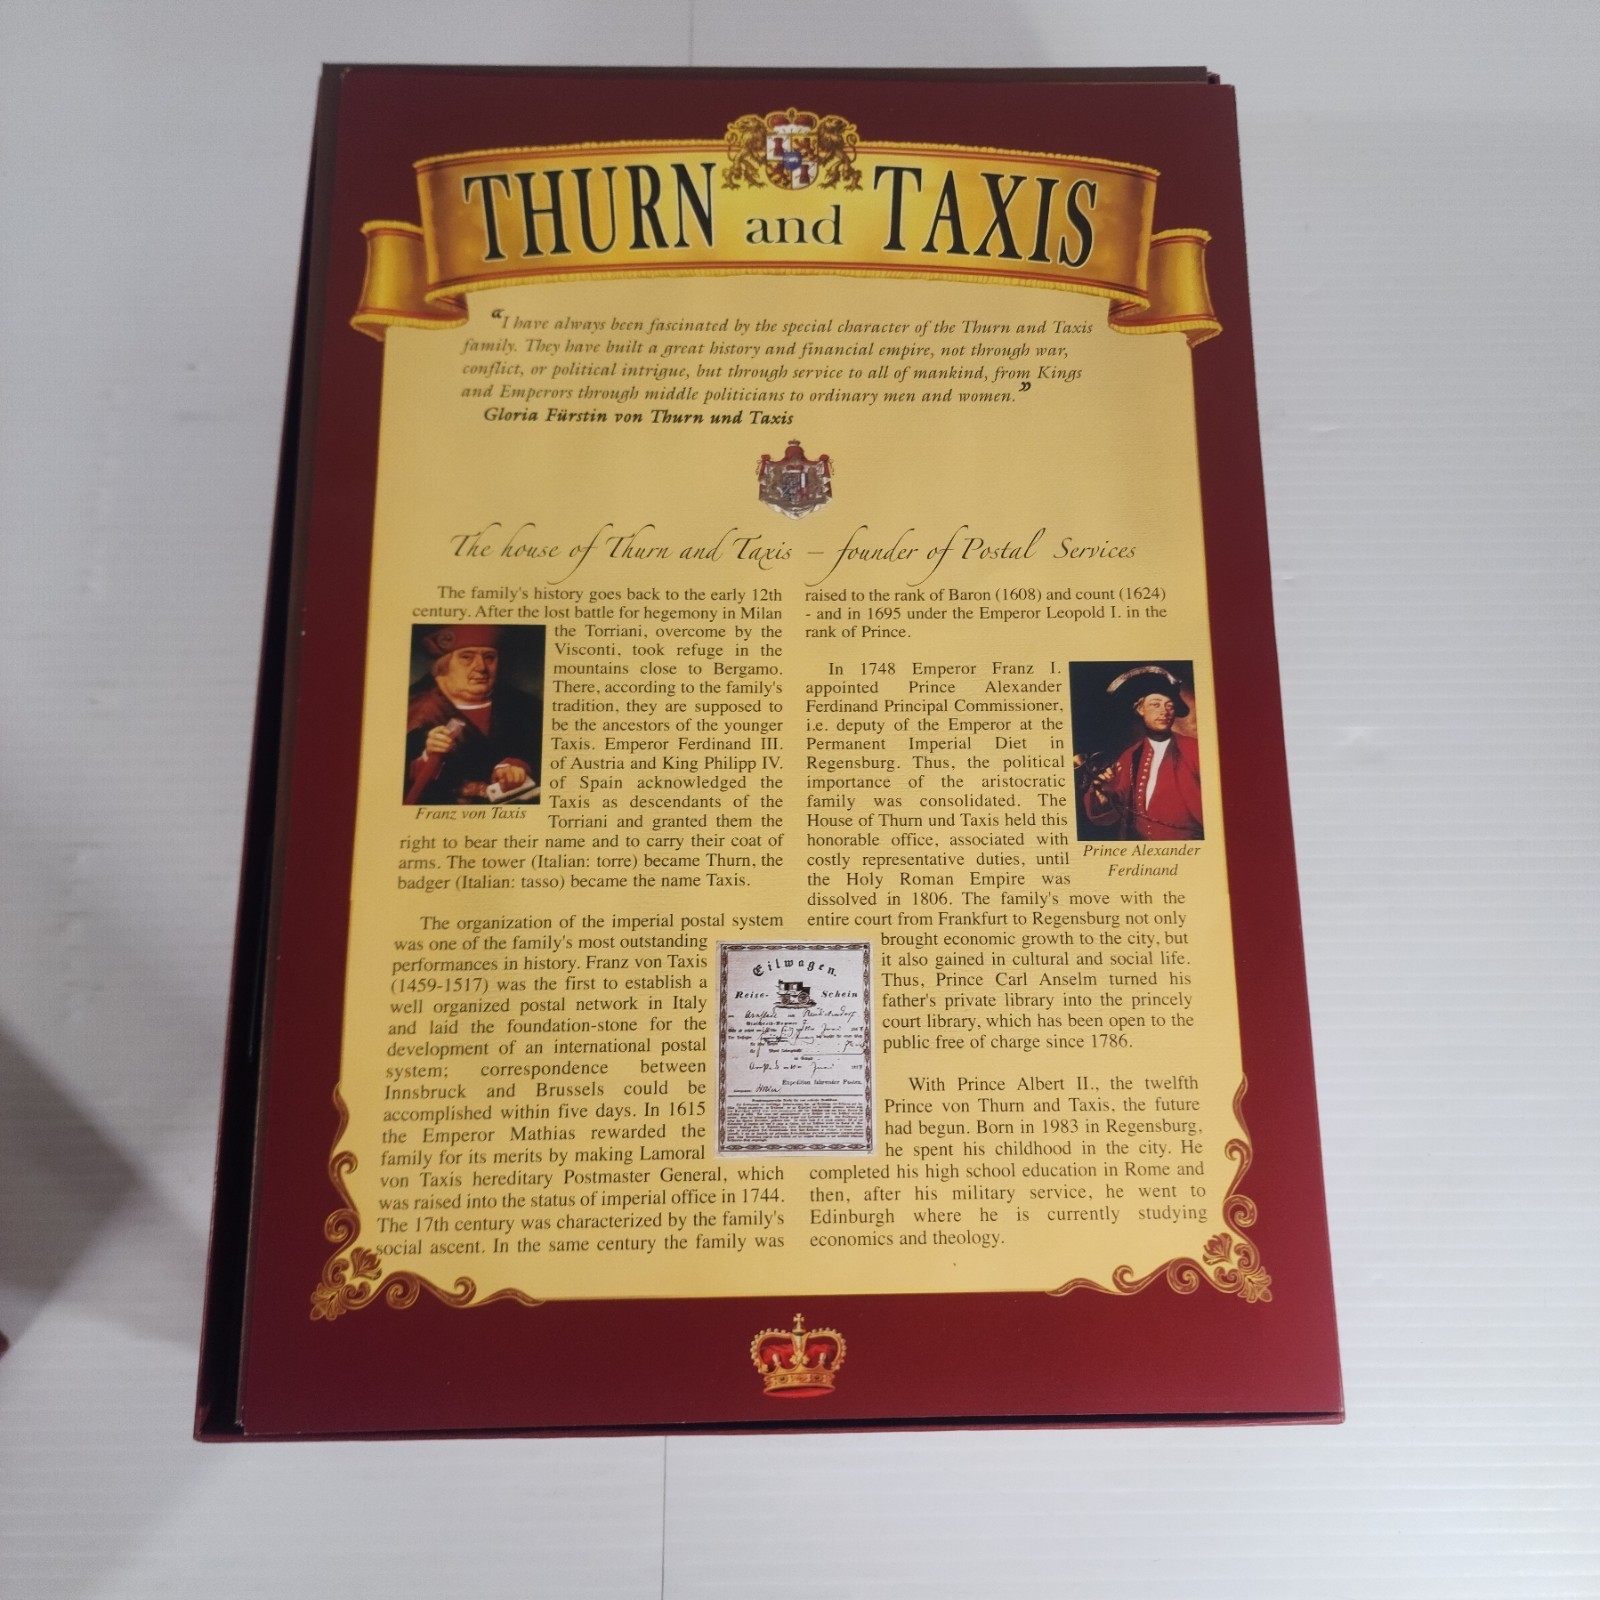 THURN and TAXIS
“I have always been fascinated by the special character of the Thurn and Taxis
family. They have built a great history and financial empire, not through war,
conflict, or political intrigue, but through service to all of mankind, from Kings
and Emperors through middle politicians to ordinary men and women.”
Gloria Fürstin von Thurn und Taxis
The house of Thurn and Taxis – founder of Postal Services
The family's history goes back to the early 12th
century. After the lost battle for hegemony in Milan
the Torriani, overcome by the
Visconti, took refuge in the
mountains close to Bergamo.
There, according to the family's
tradition, they are supposed to
be the ancestors of the younger
Taxis. Emperor Ferdinand III.
of Austria and King Philipp IV.
of Spain acknowledged the
Taxis as descendants of the
Torriani and granted them the
right to bear their name and to carry their coat of
arms. The tower (Italian: torre) became Thurn, the
badger (Italian: tasso) became the name Taxis.
Franz von Taxis
The organization of the imperial postal system
was one of the family's most outstanding
performances in history. Franz von Taxis
(1459-1517) was the first to establish a
well organized postal network in Italy
and laid the foundation-stone for the
development of an international postal
system; correspondence between
Innsbruck and Brussels could be
accomplished within five days. In 1615
the Emperor Mathias rewarded the
family for its merits by making Lamoral
von Taxis hereditary Postmaster General, which
was raised into the status of imperial office in 1744.
The 17th century was characterized by the family's
social ascent. In the same century the family was
Eilwagen.
Reise- Schein
Expedition fahrender Posten.
raised to the rank of Baron (1608) and count (1624)
- and in 1695 under the Emperor Leopold I. in the
rank of Prince.
In 1748 Emperor Franz I.
appointed Prince Alexander
Ferdinand Principal Commissioner,
i.e. deputy of the Emperor at the
Permanent Imperial Diet in
Regensburg. Thus, the political
importance of the aristocratic
family was consolidated. The
House of Thurn und Taxis held this
honorable office, associated with
costly representative duties, until
the Holy Roman Empire was
dissolved in 1806. The family's move with the
entire court from Frankfurt to Regensburg not only
brought economic growth to the city, but
it also gained in cultural and social life.
Thus, Prince Carl Anselm turned his
father's private library into the princely
court library, which has been open to the
public free of charge since 1786.
Prince Alexander
Ferdinand
With Prince Albert II., the twelfth
Prince von Thurn and Taxis, the future
had begun. Born in 1983 in Regensburg,
he spent his childhood in the city. He
completed his high school education in Rome and
then, after his military service, he went to
Edinburgh where he is currently studying
economics and theology.